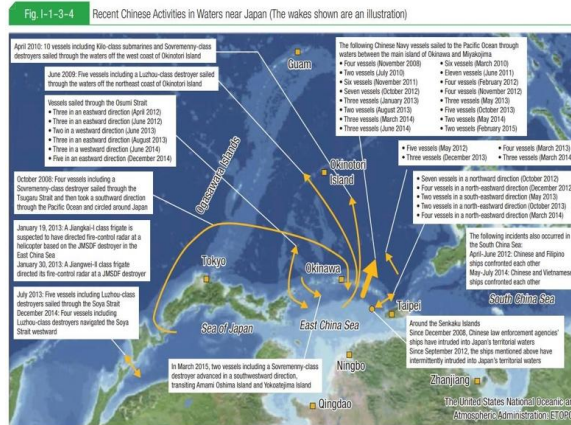 Fig. I-1-3-4 Recent Chinese Activities in Waters near Japan (The wakes shown are an illustration)
April 2010: 10 vessels including Kilo-class submarines and Sovremenny-class
destroyers sailed through the waters off the west coast of Okinotori Island
June 2009: Five vessels including a Luzhou-class destroyer sailed
through the waters off the northeast coast of Okinotori Island
Vessels sailed through the Osumi Strait
• Three in an eastward direction (April 2012)
• Three in an eastward direction (June 2012)
• Two in a westward direction (June 2013)
• Three in an eastward direction (August 2013)
• Three in a westward direction (June 2014)
• Five in an eastward direction (December 2014)
October 2008: Four vessels including a
Sovremenny-class destroyer sailed through the
Tsugaru Strait and then took a southward direction
through the Pacific Ocean and circled around Japan
January 19, 2013: A Jiangkai-I class frigate is
suspected to have directed fire-control radar at a
helicopter based on the JMSDF destroyer in the
East China Sea
January 30, 2013: A Jiangwei-II class frigate
directed its fire-control radar at a JMSDF destroyer
July 2013: Five vessels including Luzhou-class
destroyers sailed through the Soya Strait
December 2014: Four vessels including
Luzhou-class destroyers navigated the Soya
Strait westward
In March 2015, two vessels including a Sovremenny-class
destroyer advanced in a southwestward direction,
transiting Amami Oshima Island and Yokoatejima Island
The following Chinese Navy vessels sailed to the Pacific Ocean through
waters between the main island of Okinawa and Miyakojima
• Four vessels (November 2008) • Six vessels (March 2010)
• Two vessels (July 2010) • Eleven vessels (June 2011)
• Six vessels (November 2011) • Four vessels (February 2012)
• Seven vessels (October 2012) • Four vessels (November 2012)
• Three vessels (January 2013) • Three vessels (May 2013)
• Two vessels (August 2013) • Five vessels (October 2013)
• Three vessels (March 2014) • Two vessels (May 2014)
• Three vessels (June 2014) • Two vessels (February 2015)
• Five vessels (May 2012) • Four vessels (March 2013)
• Three vessels (December 2013) • Three vessels (March 2014
• Seven vessels in a northward direction (October 2012)
• Four vessels in a north-eastward direction (December 2012
• Two vessels in a south-eastward direction (May 2013)
• Two vessels in a north-eastward direction (October 2013)
• Four vessels in a north-eastward direction (March 2014)
The following incidents also occurred in
the South China Sea:
April-June 2012: Chinese and Filipino
ships confronted each other
May-July 2014: Chinese and Vietnamese
ships confronted each other
Around the Senkaku Islands
Since December 2008, Chinese law enforcement agencies'
ships have intruded into Japan's territorial waters
Since September 2012, the ships mentioned above have
intermittently intruded into Japan's territorial waters
Guam
Ogasawara Islands
Okinotori
Island
Tokyo
Okinawa
Taipei
South China Sea
Sea of Japan
East China Sea
Ningbo
Zhanjiang
Qingdao
The United States National Oceanic an
Atmospheric Administration, ETOPO